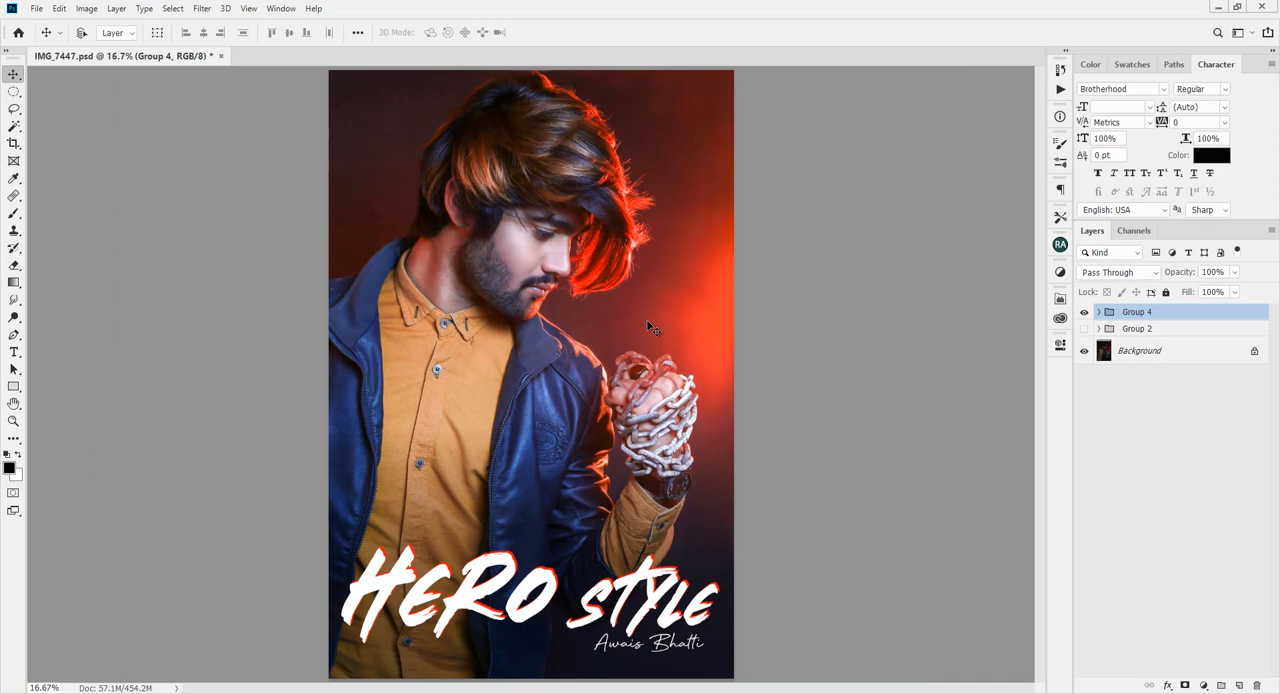 File Edit Image Layer Type Select Filter 3D View Window Help
Layer 3D Mode:
IMG_7447.psd @ 16.7% (Group 4, RGB/8) * ×
Color Swatches Paths Character
Brotherhood Regular
(Auto)
Metrics 0
100% 100%
0 pt Color:
English: USA Sharp
Layers Channels
Kind
Pass Through Opacity: 100%
Lock: Fill: 100%
Group 4
Group 2
Background
RA
HeRO STYLE
Awais Bhatti
16.67% Doc: 57.1M/454.2M